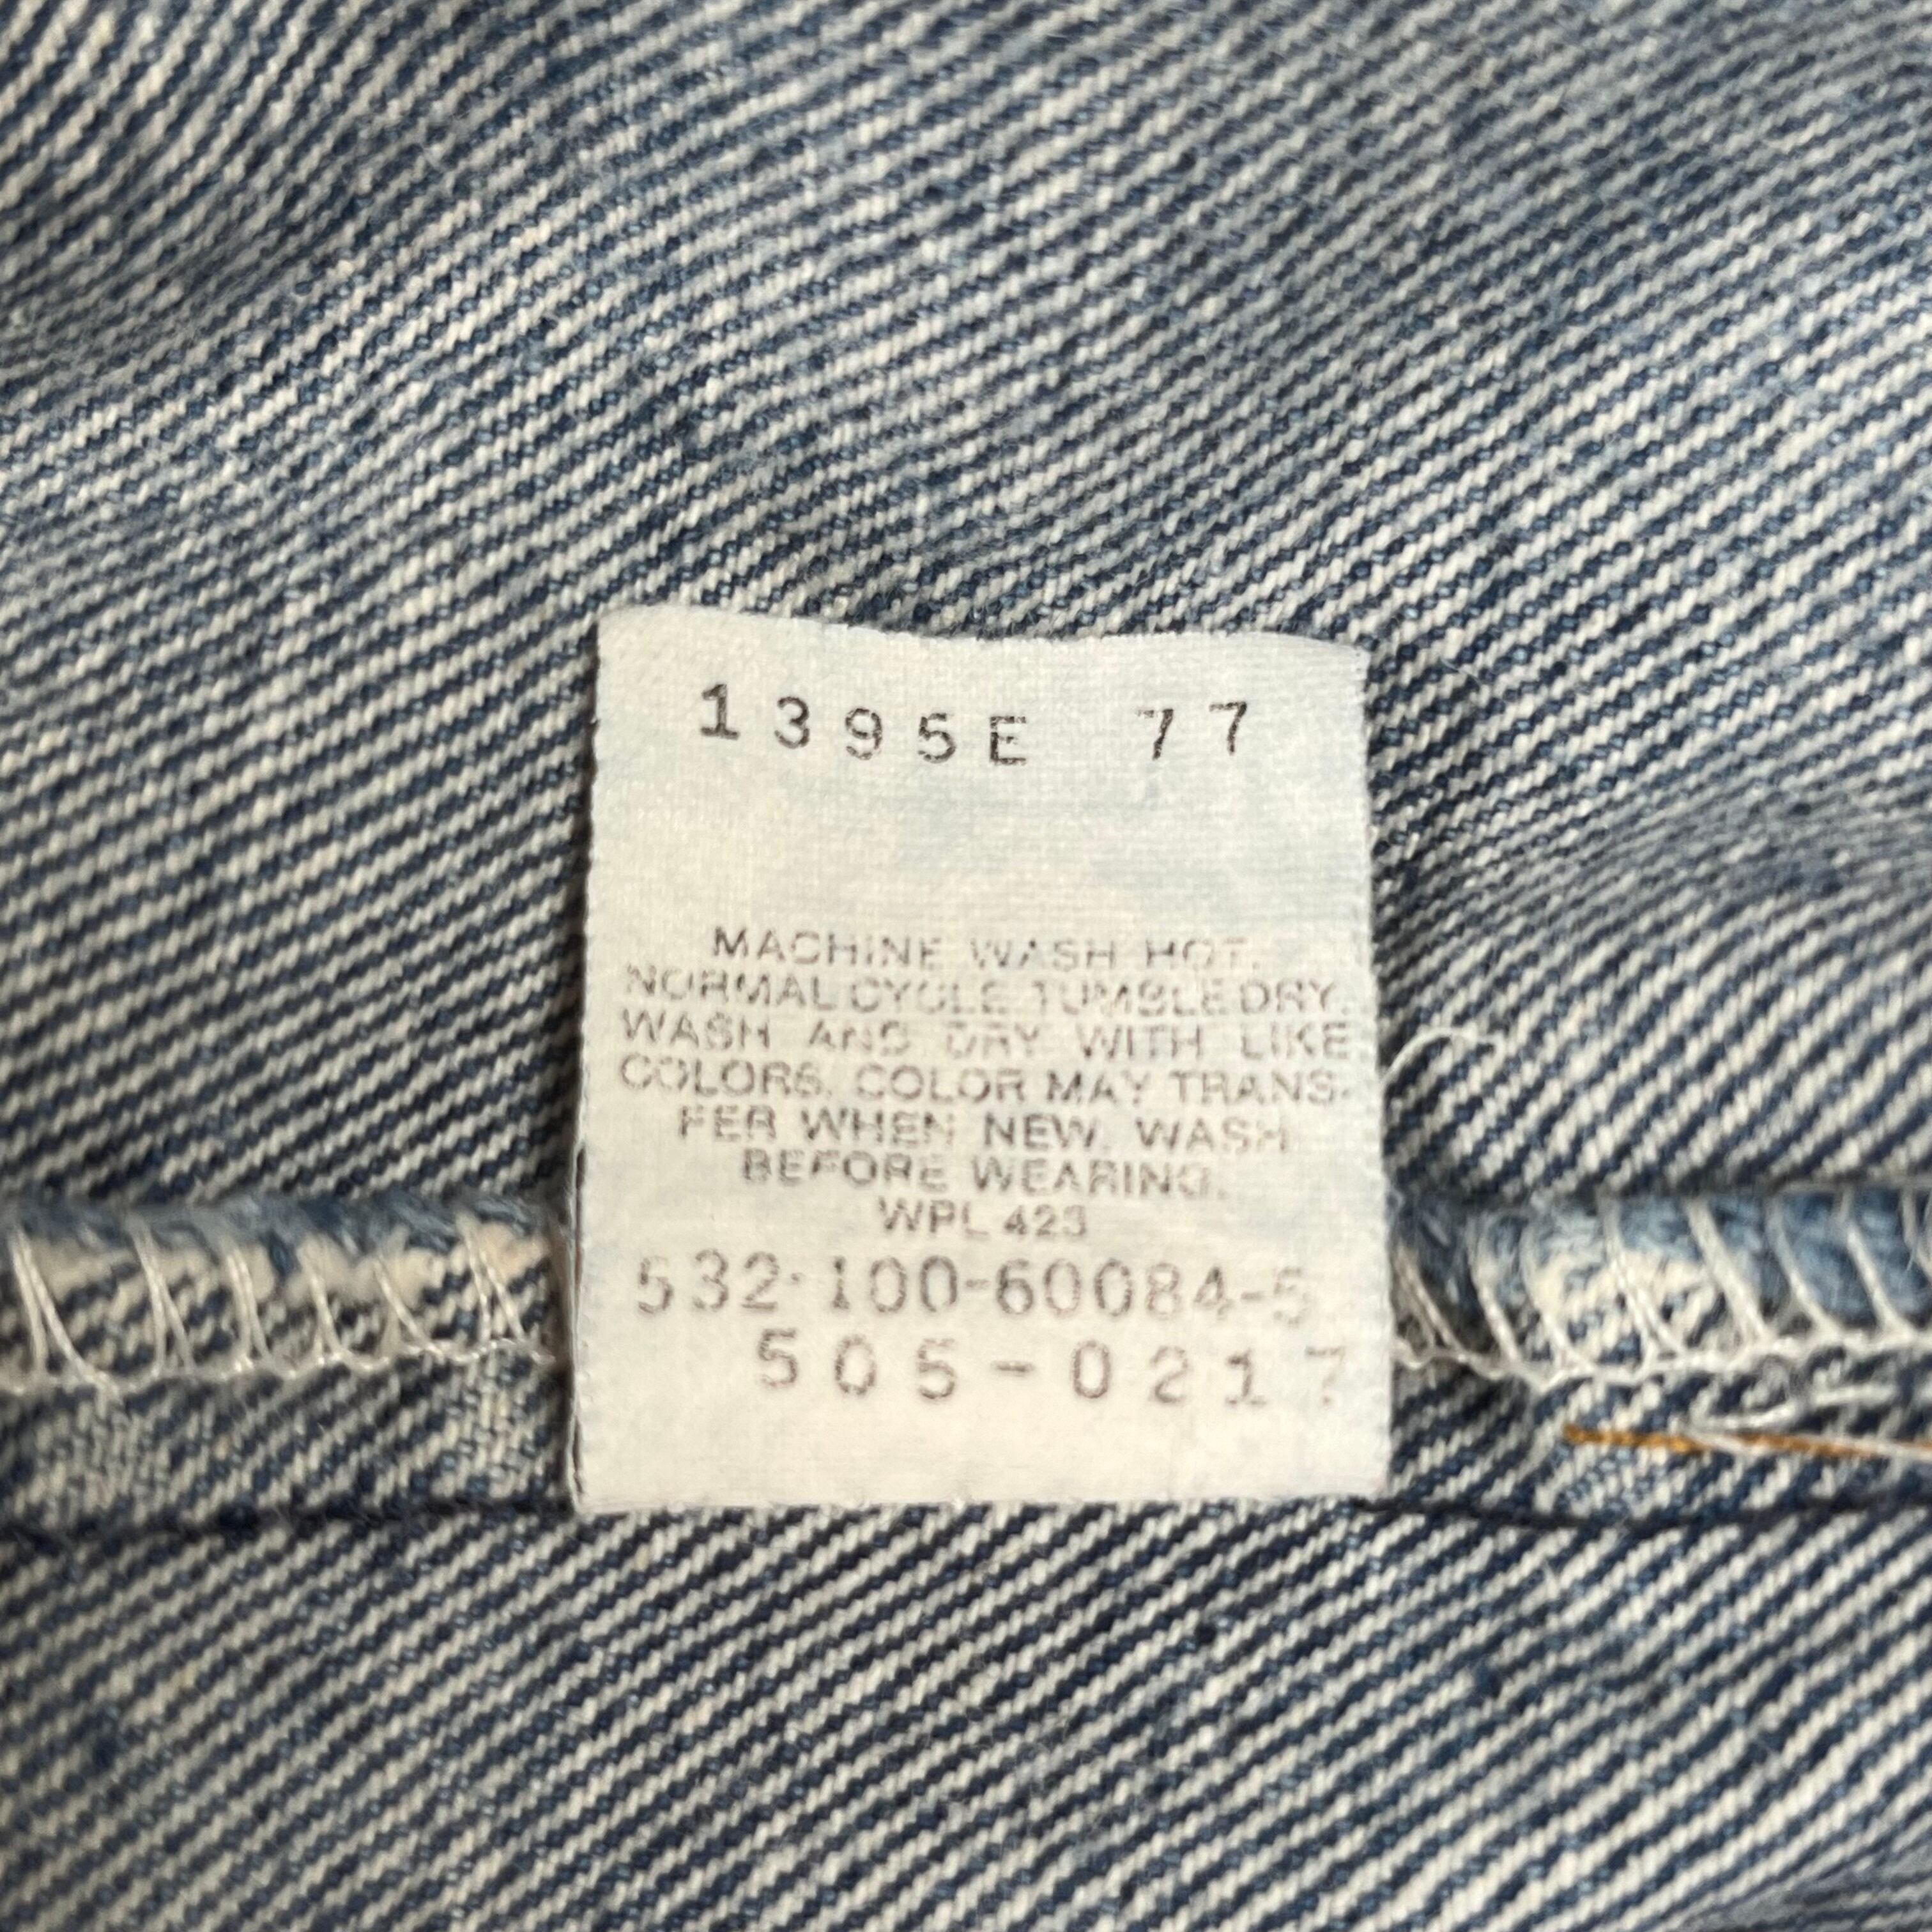 1395E 77
MACHINE WASH HOT.
NORMAL CYCLE TUMBLE DRY.
WASH AND DRY WITH LIKE
COLORS. COLOR MAY TRANS-
FER WHEN NEW. WASH
BEFORE WEARING.
WPL 423
532-100-60084-5
505-0217